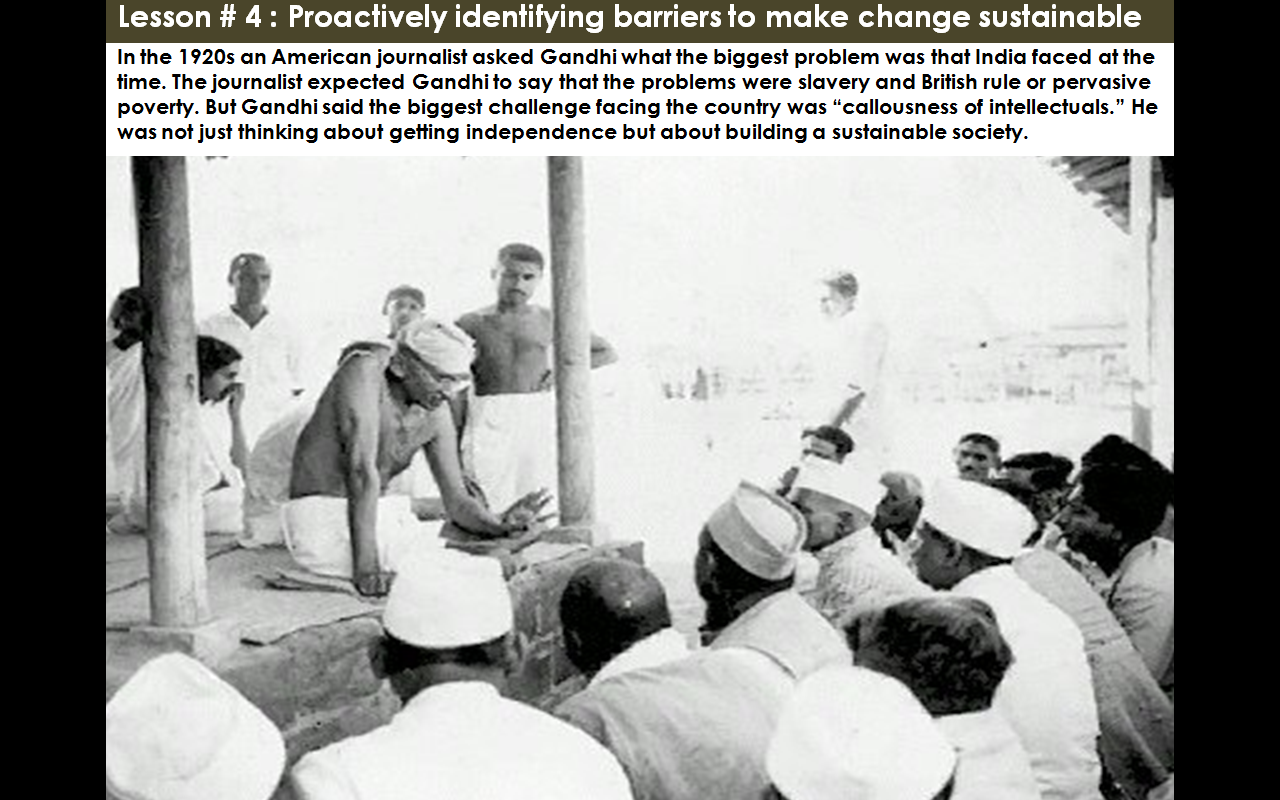 Lesson # 4 : Proactively identifying barriers to make change sustainable
In the 1920s an American journalist asked Gandhi what the biggest problem was that India faced at the
time. The journalist expected Gandhi to say that the problems were slavery and British rule or pervasive
poverty. But Gandhi said the biggest challenge facing the country was “callousness of intellectuals.” He
was not just thinking about getting independence but about building a sustainable society.